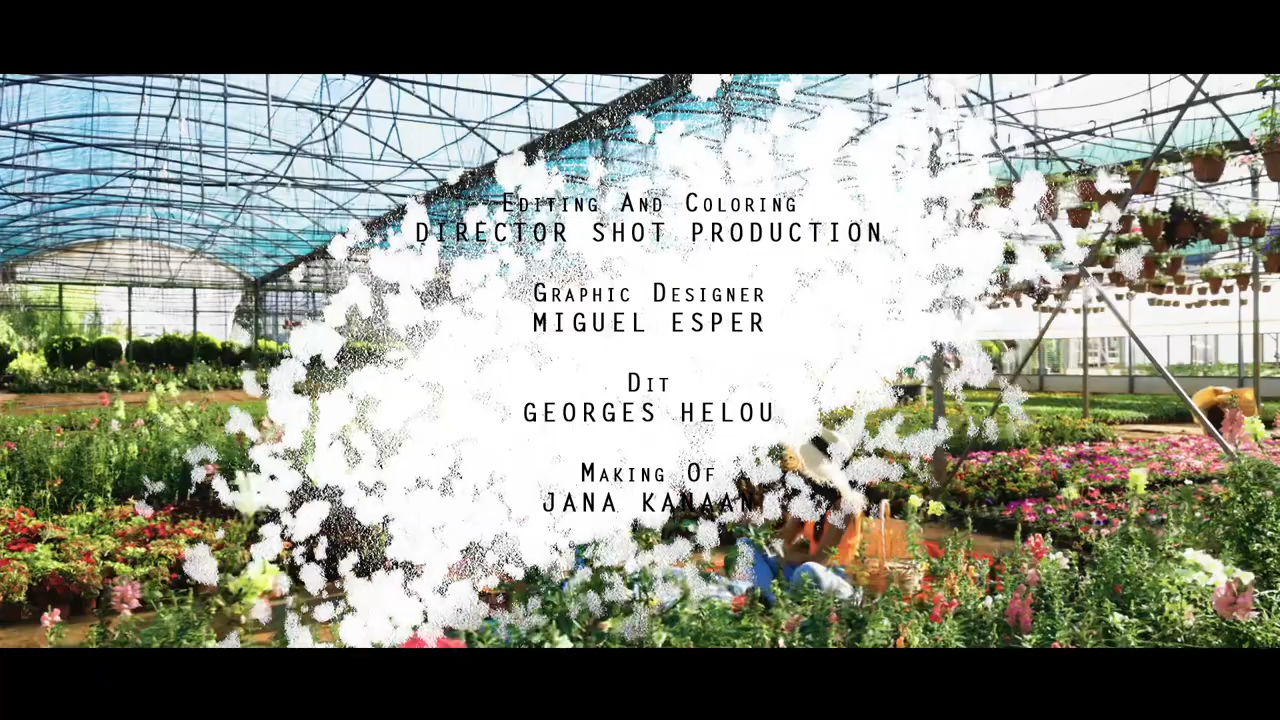 Editing And Coloring
DIRECTOR SHOT PRODUCTION
Graphic Designer
MIGUEL ESPER
Dit
GEORGES HELOU
Making Of
JANA KANAAN